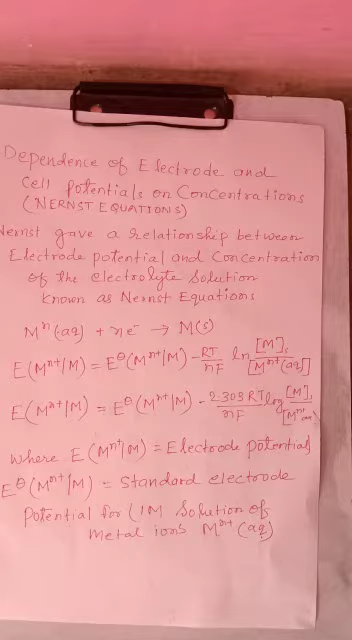 Dependence of Electrode and
Cell Potentials on Concentrations
(NERNST EQUATIONS)
Nernst gave a relationship between
Electrode potential and Concentration
of the electrolyte Solution
known as Nernst Equations
Mⁿ(aq) + ne⁻ → M(s)
E(Mⁿ⁺/M) = E^θ(Mⁿ⁺/M) - RT/nF ln [M]s/[Mⁿ⁺(aq)]
E(Mⁿ⁺/M) = E^θ(Mⁿ⁺/M) - 2.303RT/nF log [M]s/[Mⁿ⁺(aq)
where E(Mⁿ⁺/M) = Electrode potential
E^θ(Mⁿ⁺/M) = Standard electrode
Potential for (1M Solution of
metal ions Mⁿ⁺(aq)